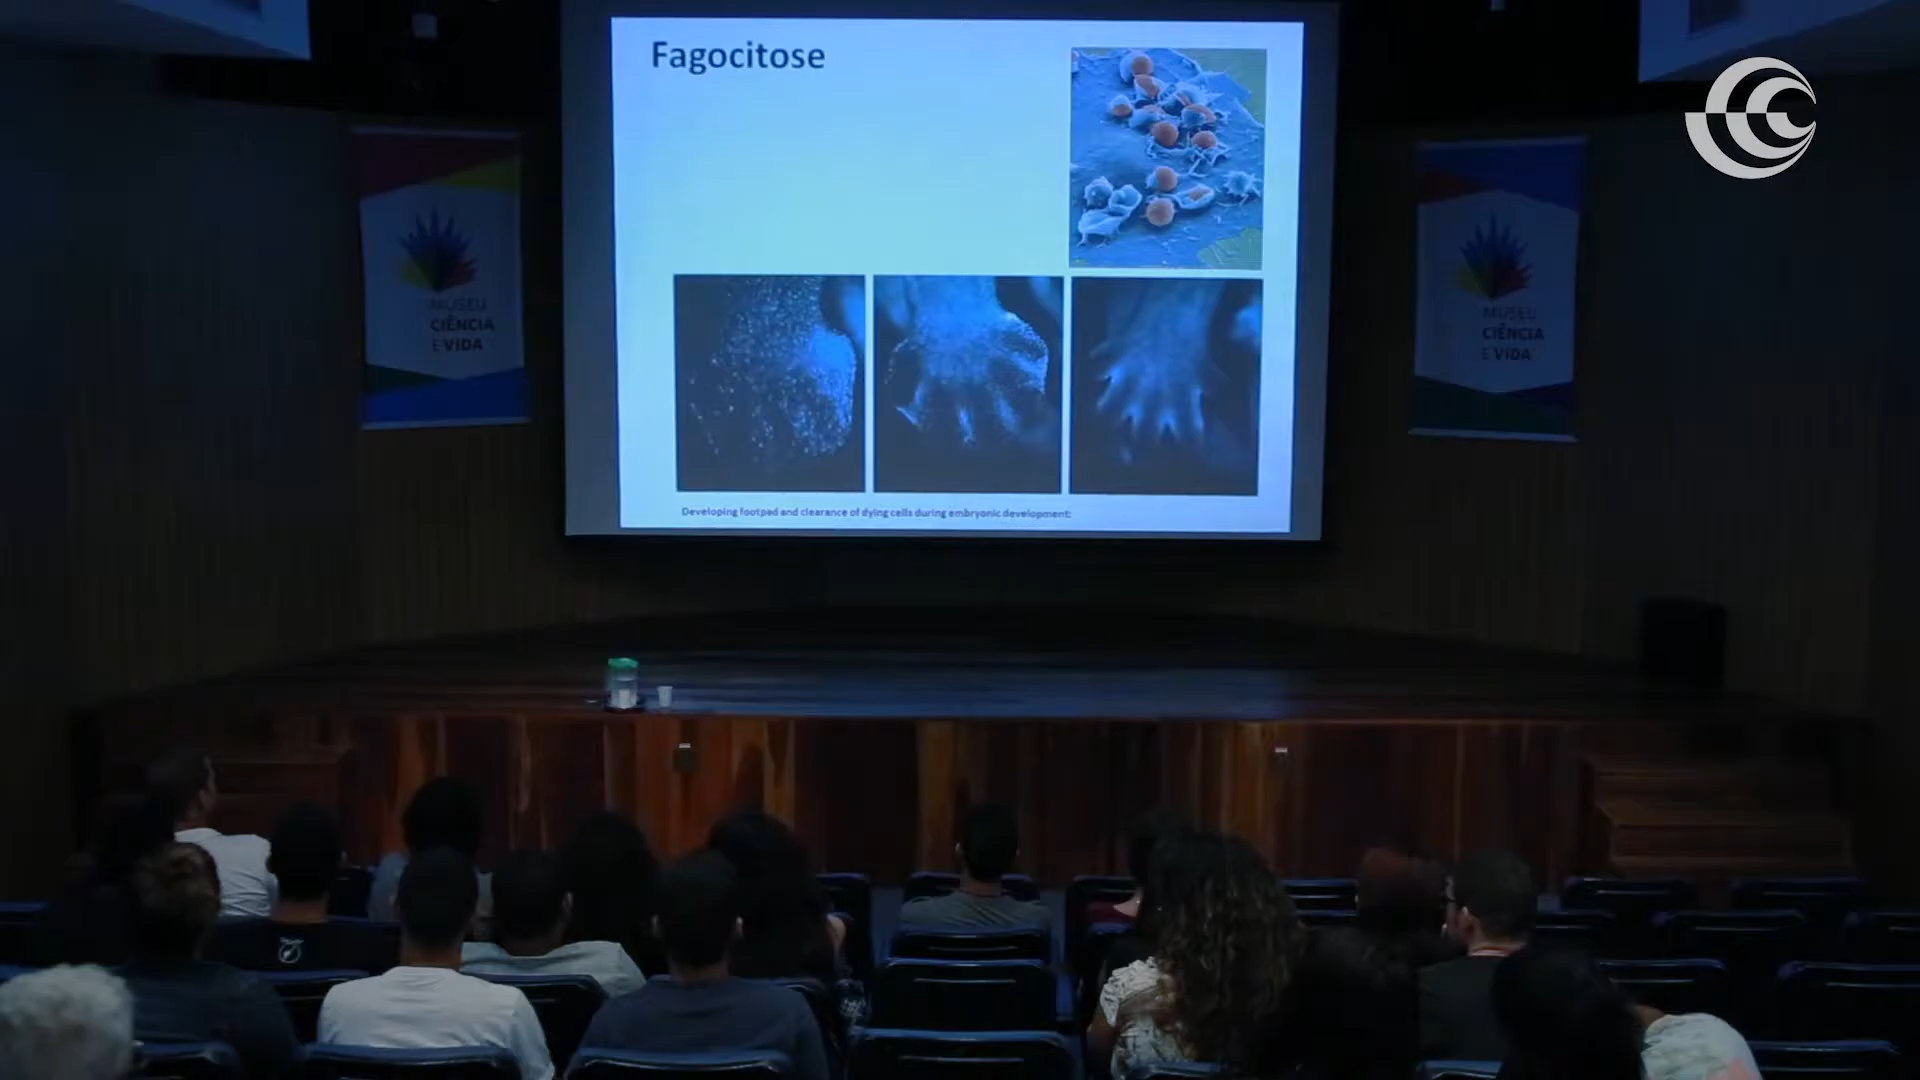 Fagocitose
Developing footpad and clearance of dying cells during embryonic development:
MUSEU
CIÊNCIA
E VIDA
MUSEU
CIÊNCIA
E VIDA